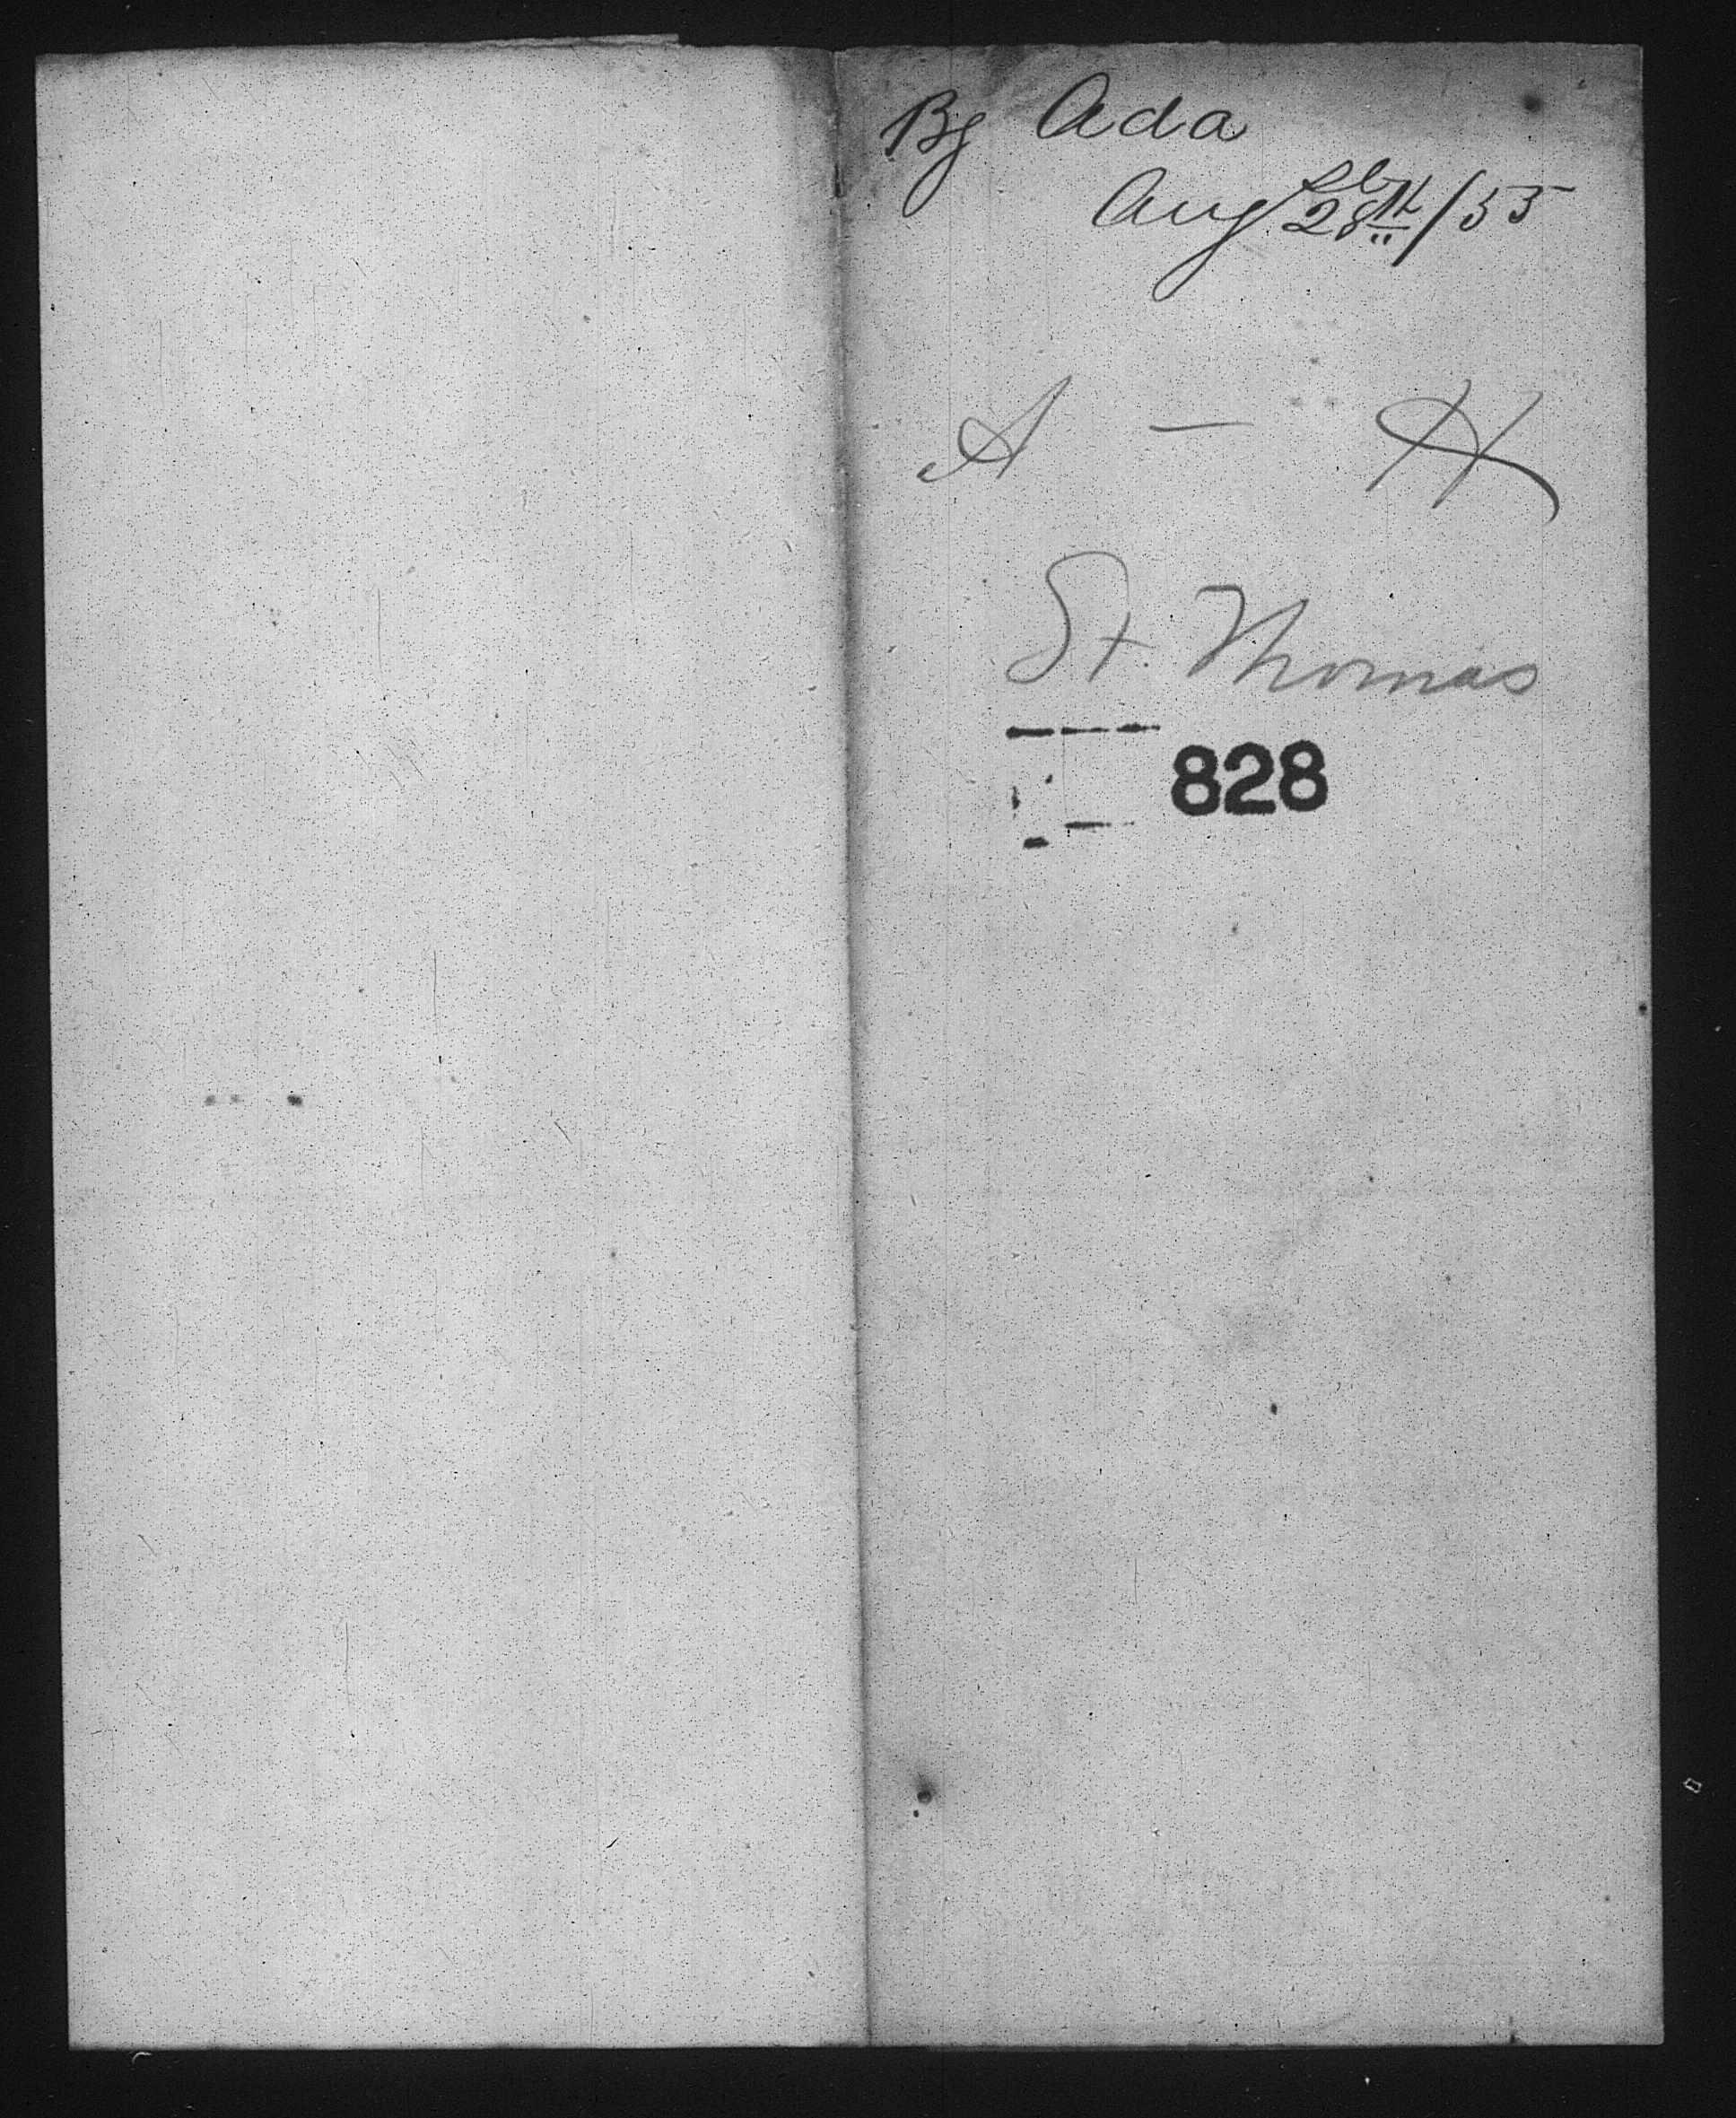 Bg Ada
Aug 28th/55
A — H
St. Thomas
828